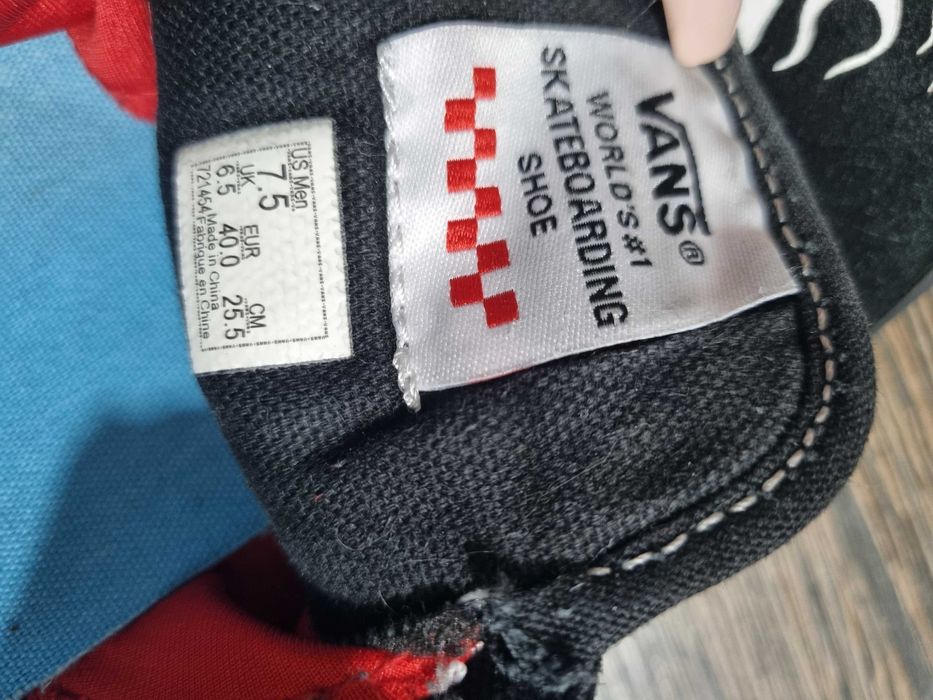 VANS®
WORLD'S #1
SKATEBOARDING
SHOE
US Men
7.5
UK EUR CM
6.5 40.0 25.5
721454 Made in China
Fabriqué en Chine